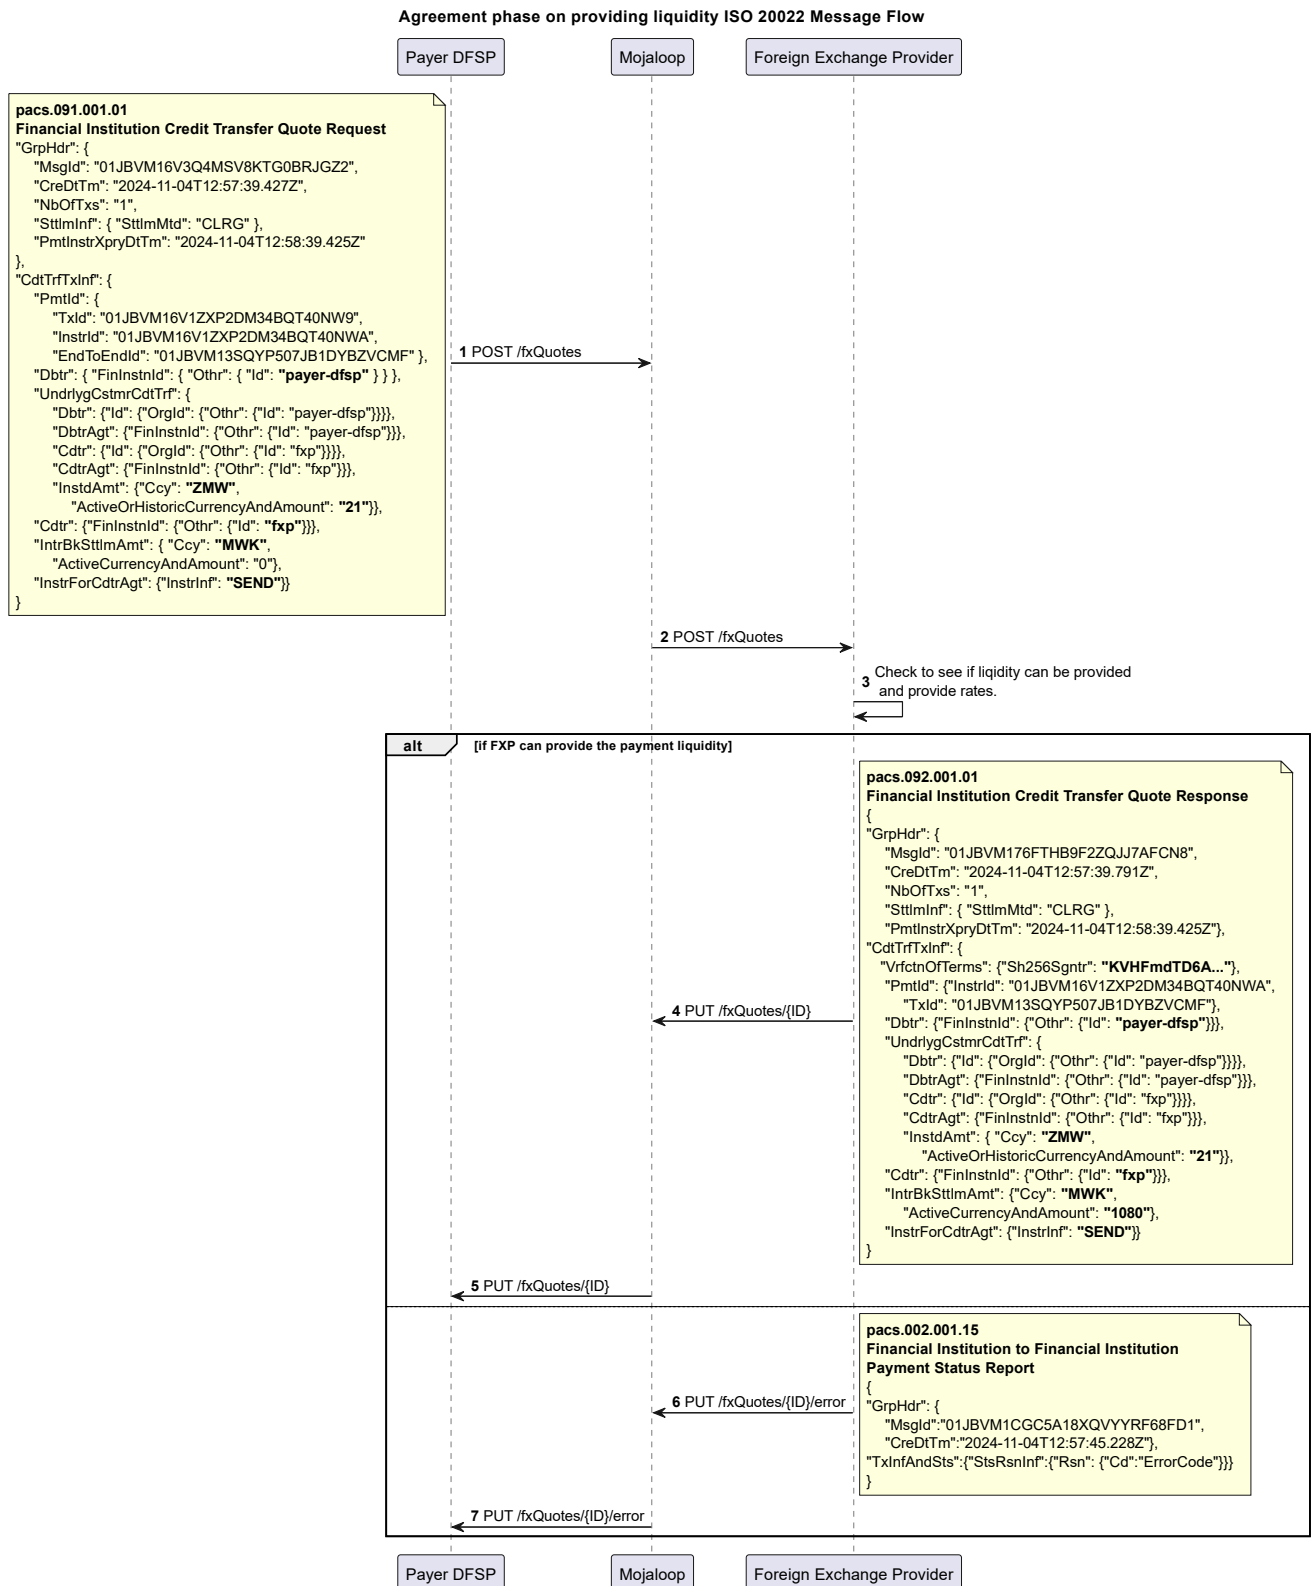 Agreement phase on providing liquidity ISO 20022 Message Flow
Payer DFSP
Mojaloop
Foreign Exchange Provider
pacs.091.001.01
Financial Institution Credit Transfer Quote Request
"GrpHdr": {
"MsgId": "01JBVM16V3Q4MSV8KTG0BRJGZ2",
"CreDtTm": "2024-11-04T12:57:39.427Z",
"NbOfTxs": "1",
"SttlmInf": { "SttlmMtd": "CLRG" },
"PmtInstrXpryDtTm": "2024-11-04T12:58:39.425Z"
},
"CdtTrfTxInf": {
"PmtId": {
"TxId": "01JBVM16V1ZXP2DM34BQT40NW9",
"InstrId": "01JBVM16V1ZXP2DM34BQT40NWA",
"EndToEndId": "01JBVM13SQYP507JB1DYBZVCMF" },
"Dbtr": { "FinInstnId": { "Othr": { "Id": "payer-dfsp" } } },
"UndrlygCstmrCdtTrf": {
"Dbtr": {"Id": {"OrgId": {"Othr": {"Id": "payer-dfsp"}}}},
"DbtrAgt": {"FinInstnId": {"Othr": {"Id": "payer-dfsp"}}},
"Cdtr": {"Id": {"OrgId": {"Othr": {"Id": "fxp"}}}},
"CdtrAgt": {"FinInstnId": {"Othr": {"Id": "fxp"}}},
"InstdAmt": {"Ccy": "ZMW",
"ActiveOrHistoricCurrencyAndAmount": "21"}},
"Cdtr": {"FinInstnId": {"Othr": {"Id": "fxp"}}},
"IntrBkSttlmAmt": { "Ccy": "MWK",
"ActiveCurrencyAndAmount": "0"},
"InstrForCdtrAgt": {"InstrInf": "SEND"}}
}
1 POST /fxQuotes
2 POST /fxQuotes
3 Check to see if liqidity can be provided
and provide rates.
alt [if FXP can provide the payment liquidity]
pacs.092.001.01
Financial Institution Credit Transfer Quote Response
{
"GrpHdr": {
"MsgId": "01JBVM176FTHB9F2ZQJJ7AFCN8",
"CreDtTm": "2024-11-04T12:57:39.791Z",
"NbOfTxs": "1",
"SttlmInf": { "SttlmMtd": "CLRG" },
"PmtInstrXpryDtTm": "2024-11-04T12:58:39.425Z"},
"CdtTrfTxInf": {
"VrfctnOfTerms": {"Sh256Sgntr": "KVHFmdTD6A..."},
"PmtId": {"InstrId": "01JBVM16V1ZXP2DM34BQT40NWA",
"TxId": "01JBVM13SQYP507JB1DYBZVCMF"},
"Dbtr": {"FinInstnId": {"Othr": {"Id": "payer-dfsp"}}},
"UndrlygCstmrCdtTrf": {
"Dbtr": {"Id": {"OrgId": {"Othr": {"Id": "payer-dfsp"}}}},
"DbtrAgt": {"FinInstnId": {"Othr": {"Id": "payer-dfsp"}}},
"Cdtr": {"Id": {"OrgId": {"Othr": {"Id": "fxp"}}}},
"CdtrAgt": {"FinInstnId": {"Othr": {"Id": "fxp"}}},
"InstdAmt": { "Ccy": "ZMW",
"ActiveOrHistoricCurrencyAndAmount": "21"}},
"Cdtr": {"FinInstnId": {"Othr": {"Id": "fxp"}}},
"IntrBkSttlmAmt": {"Ccy": "MWK",
"ActiveCurrencyAndAmount": "1080"},
"InstrForCdtrAgt": {"InstrInf": "SEND"}}
}
4 PUT /fxQuotes/{ID}
5 PUT /fxQuotes/{ID}
pacs.002.001.15
Financial Institution to Financial Institution
Payment Status Report
{
"GrpHdr": {
"MsgId":"01JBVM1CGC5A18XQVYYRF68FD1",
"CreDtTm":"2024-11-04T12:57:45.228Z"},
"TxInfAndSts":{"StsRsnInf":{"Rsn": {"Cd":"ErrorCode"}}}
}
6 PUT /fxQuotes/{ID}/error
7 PUT /fxQuotes/{ID}/error
Payer DFSP
Mojaloop
Foreign Exchange Provider